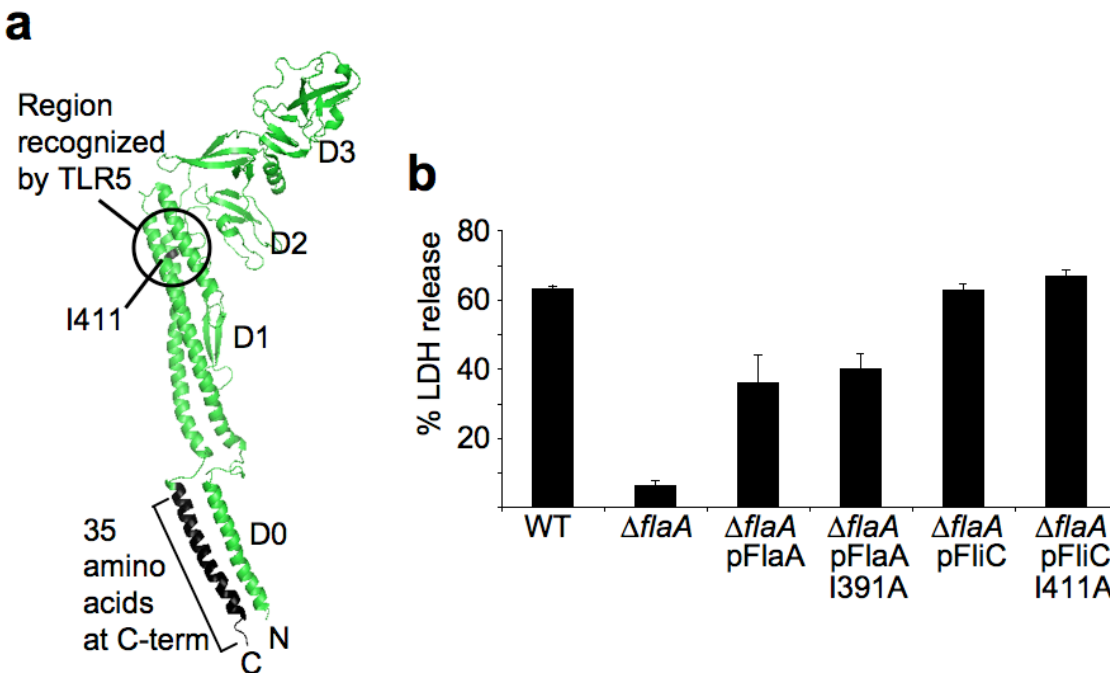 a
Region
recognized
by TLR5
I411
D3
D2
D1
D0
35
amino
acids
at C-term
N
C
b
% LDH release
80
60
40
20
WT
ΔflaA
ΔflaA
pFlaA
ΔflaA
pFlaA
I391A
ΔflaA
pFliC
ΔflaA
pFliC
I411A